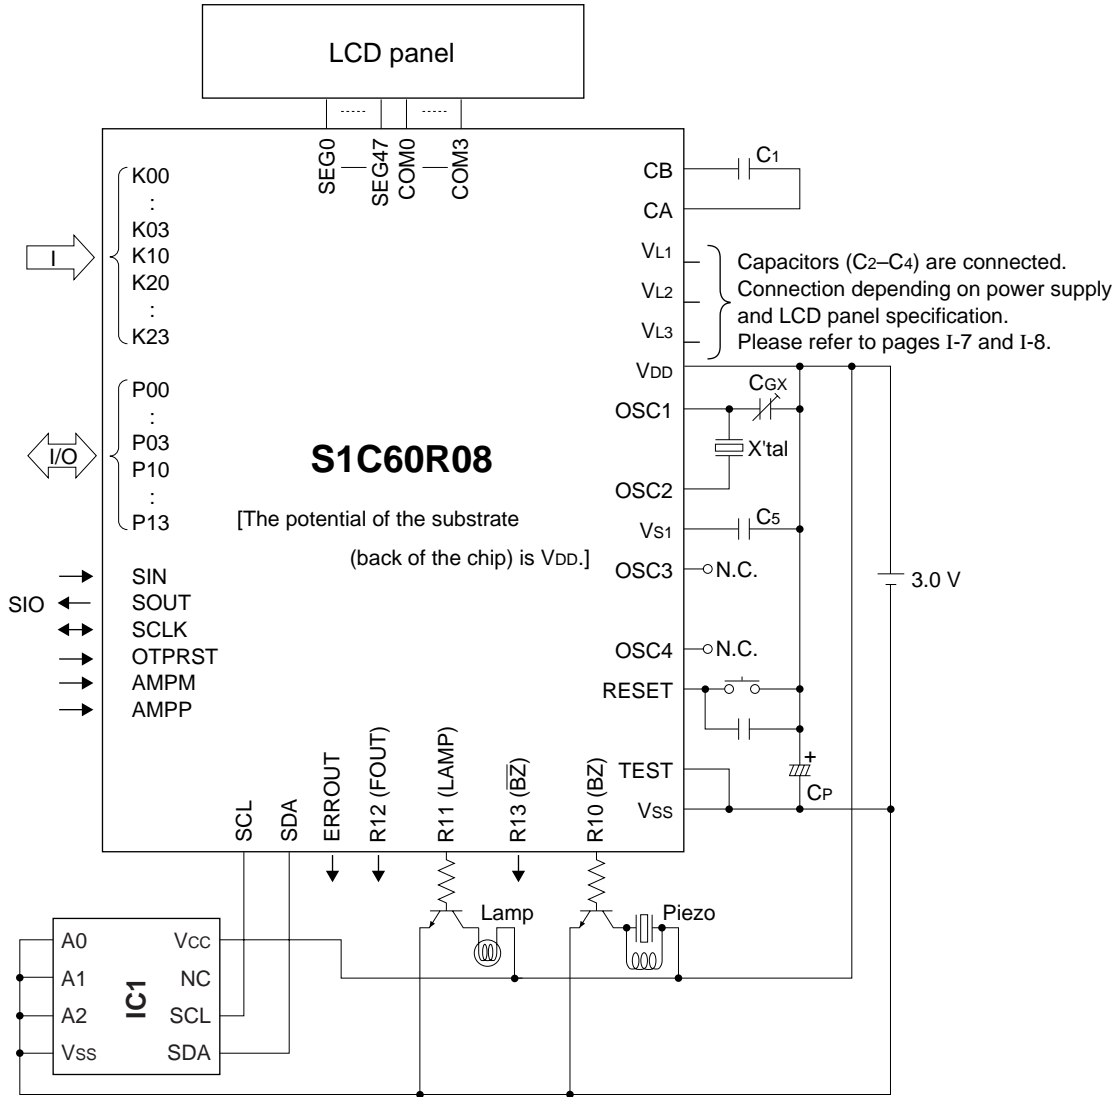 LCD panel
SEG0
SEG47
COM0
COM3
K00
:
K03
K10
K20
:
K23
I
P00
:
P03
P10
:
P13
I/O
S1C60R08
[The potential of the substrate
(back of the chip) is VDD.]
SIO
SIN
SOUT
SCLK
OTPRST
AMPM
AMPP
CB
C1
CA
VL1
VL2
VL3
Capacitors (C2–C4) are connected.
Connection depending on power supply
and LCD panel specification.
Please refer to pages I-7 and I-8.
VDD
CGX
OSC1
X'tal
OSC2
VS1
C5
OSC3
N.C.
3.0 V
OSC4
N.C.
RESET
TEST
+
CP
VSS
SCL
SDA
ERROUT
R12 (FOUT)
R11 (LAMP)
R13 (B̅Z̅)
R10 (BZ)
Lamp
Piezo
IC1
A0
VCC
A1
NC
A2
SCL
VSS
SDA